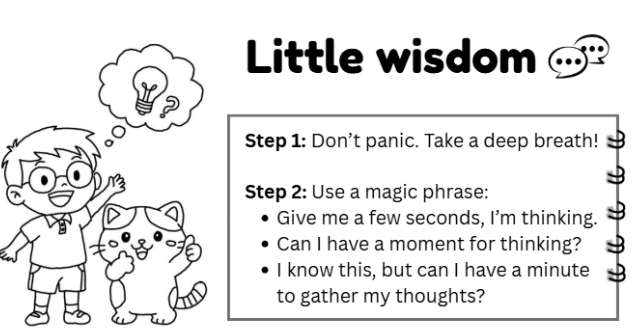 Little wisdom
Step 1: Don’t panic. Take a deep breath!
Step 2: Use a magic phrase:
• Give me a few seconds, I’m thinking.
• Can I have a moment for thinking?
• I know this, but can I have a minute
to gather my thoughts?